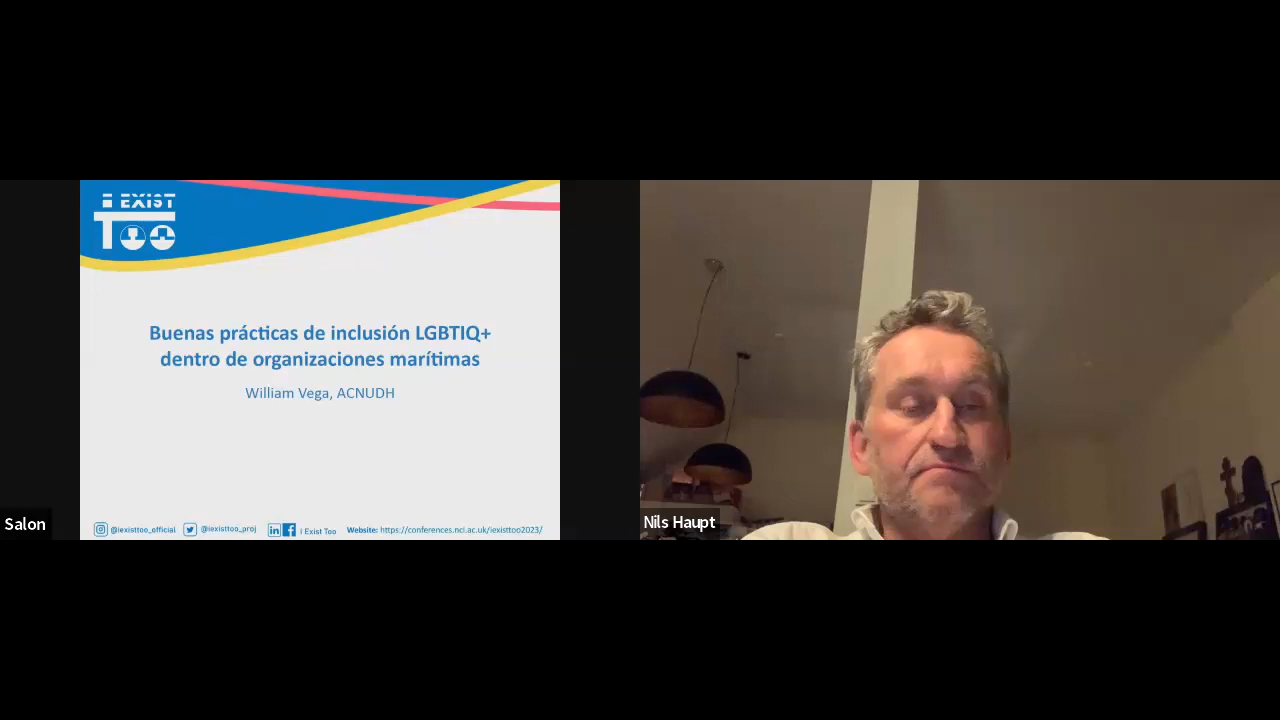 i EXIST
Too
Buenas prácticas de inclusión LGBTIQ+
dentro de organizaciones marítimas
William Vega, ACNUDH
@iexisttoo_official @iexisttoo_proj i Exist Too Website: https://conferences.nci.ac.uk/iexisttoo2023/
Salon
Nils Haupt